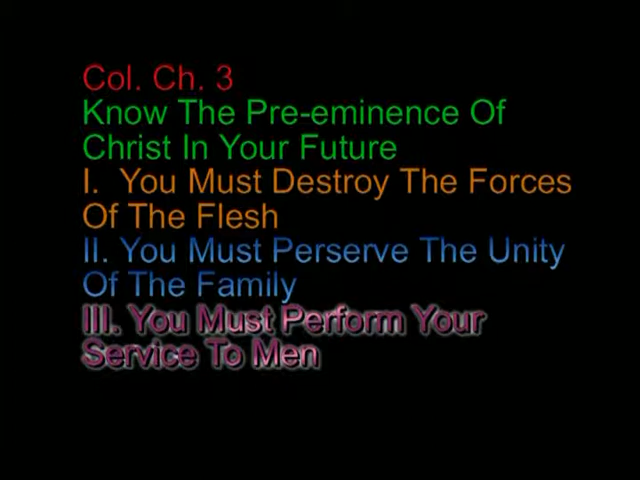 Col. Ch. 3
Know The Pre-eminence Of
Christ In Your Future
I.  You Must Destroy The Forces
Of The Flesh
II. You Must Perserve The Unity
Of The Family
III. You Must Perform Your
Service To Men